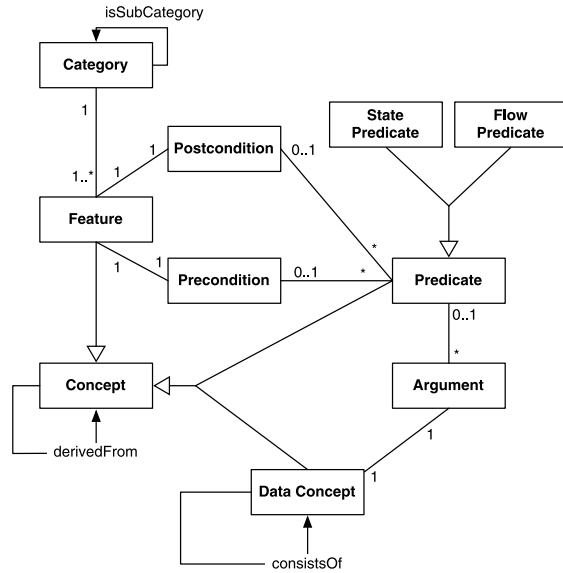 isSubCategory
Category
1
State
Predicate
Flow
Predicate
Postcondition
0..1
1
1
1..*
Feature
*
1
1
Precondition
0..1
*
Predicate
0..1
*
Concept
Argument
derivedFrom
1
1
Data Concept
consistsOf